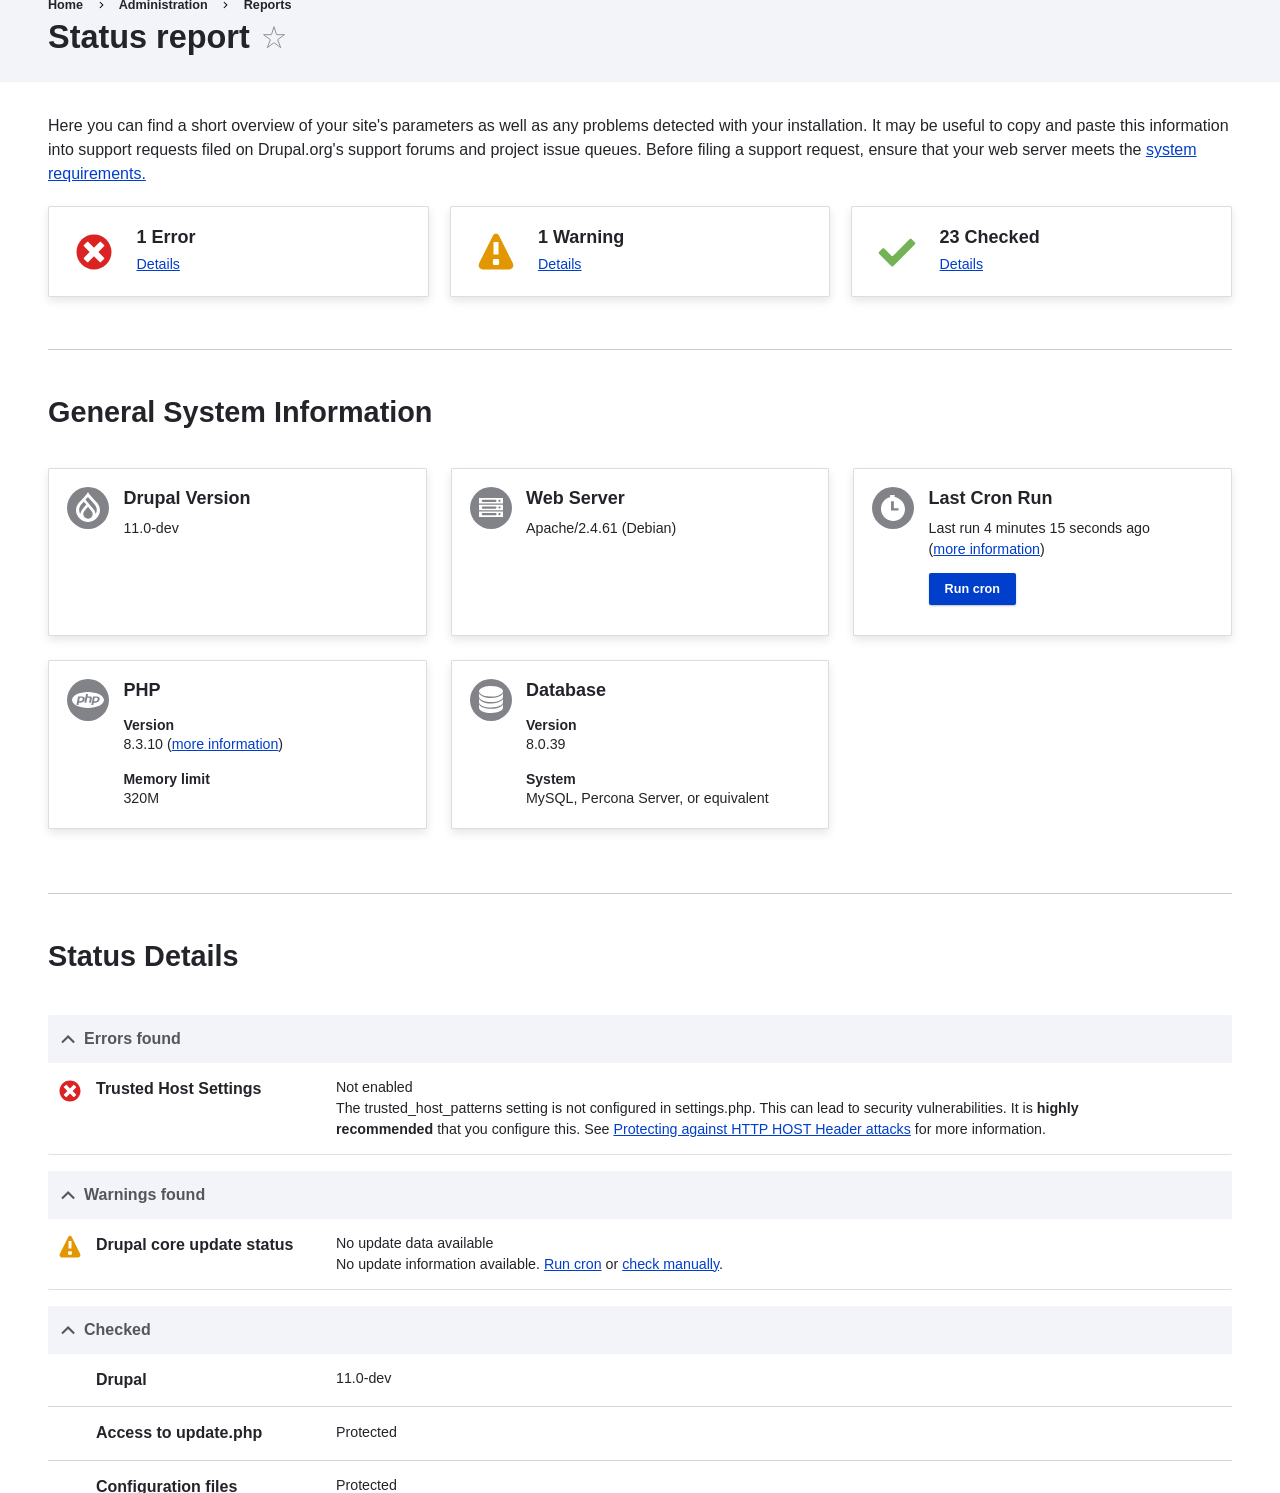 Home > Administration > Reports
Status report
Here you can find a short overview of your site's parameters as well as any problems detected with your installation. It may be useful to copy and paste this information
into support requests filed on Drupal.org's support forums and project issue queues. Before filing a support request, ensure that your web server meets the system
requirements.
1 Error
Details
1 Warning
Details
23 Checked
Details
General System Information
Drupal Version
11.0-dev
Web Server
Apache/2.4.61 (Debian)
Last Cron Run
Last run 4 minutes 15 seconds ago
(more information)
Run cron
php
PHP
Version
8.3.10 (more information)
Memory limit
320M
Database
Version
8.0.39
System
MySQL, Percona Server, or equivalent
Status Details
Errors found
Trusted Host Settings
Not enabled
The trusted_host_patterns setting is not configured in settings.php. This can lead to security vulnerabilities. It is highly
recommended that you configure this. See Protecting against HTTP HOST Header attacks for more information.
Warnings found
Drupal core update status
No update data available
No update information available. Run cron or check manually.
Checked
Drupal
11.0-dev
Access to update.php
Protected
Configuration files
Protected